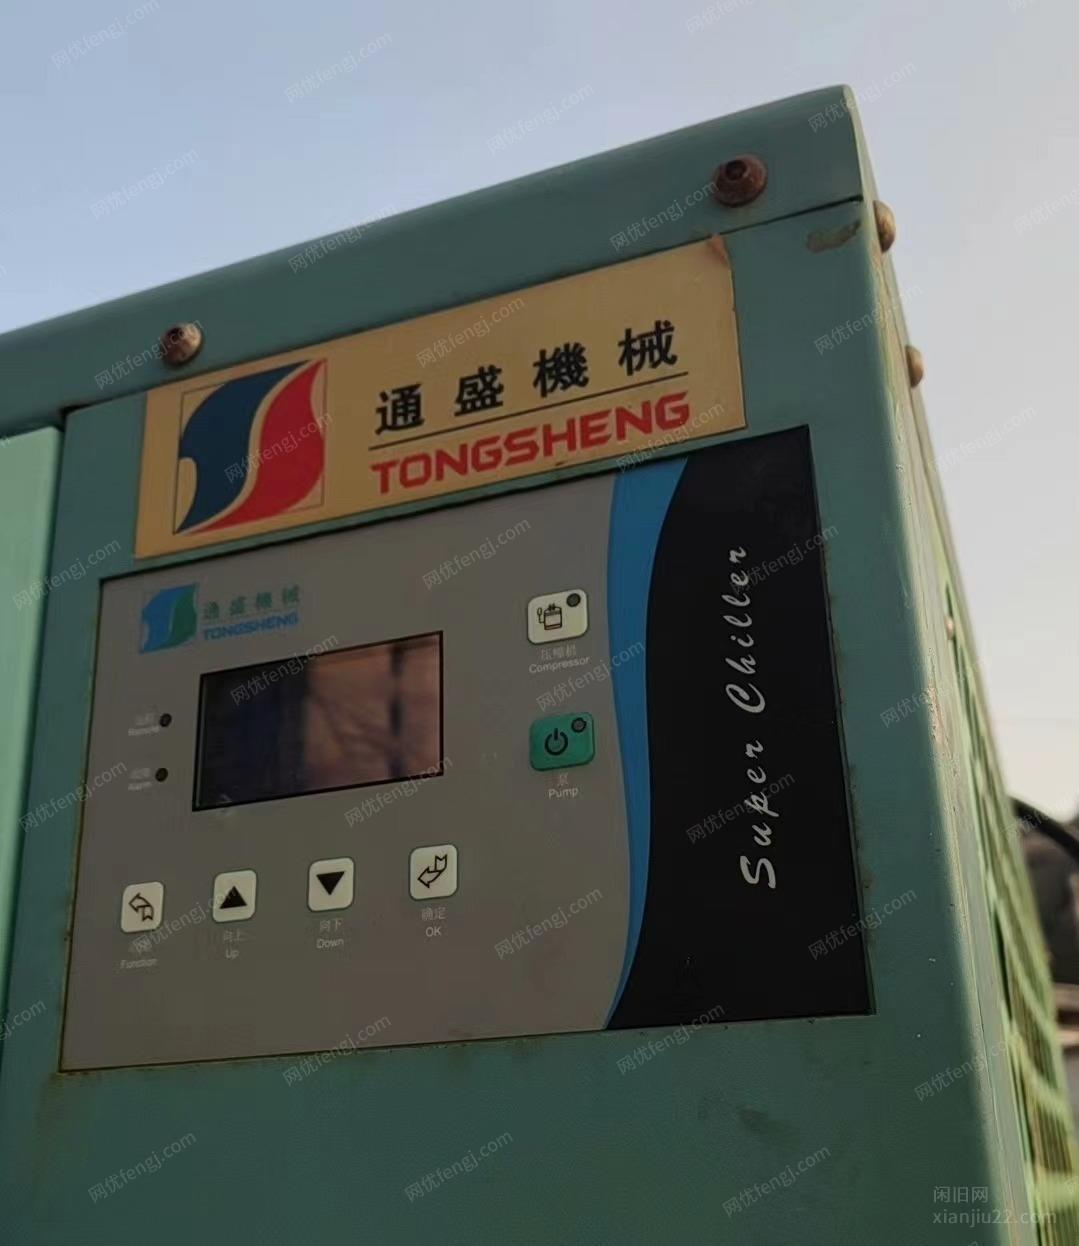 通盛機械
TONGSHENG
通盛機械
TONGSHENG
压缩机
Compressor
Remote
Alarm
泵
Pump
Super Chiller
Function
向上
Up
向下
Down
确定
OK
闲旧网
xianjiu22.com
网优fengj.com